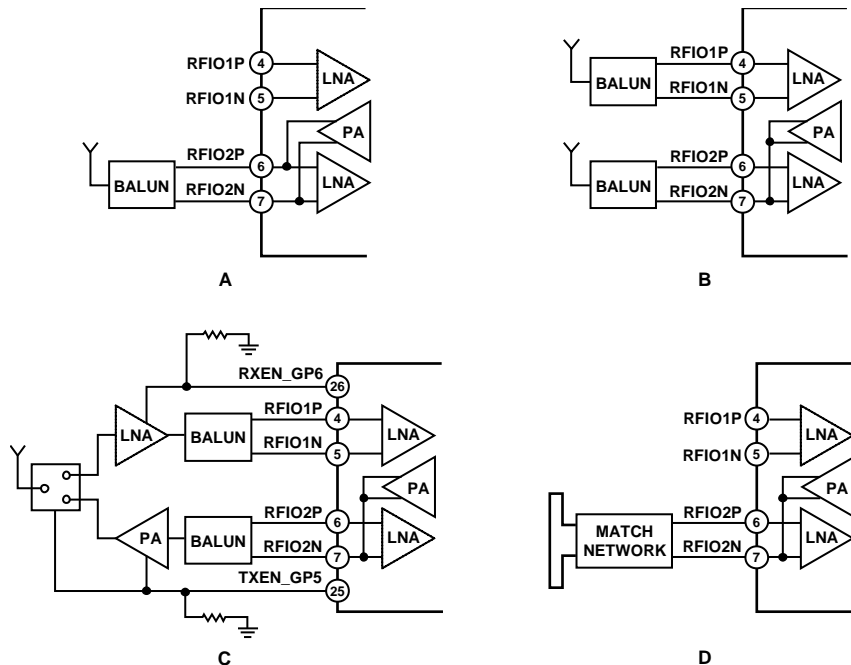 RFIO1P 4
LNA
RFIO1N 5
PA
RFIO2P 6
BALUN
LNA
RFIO2N 7
A
RFIO1P 4
BALUN
LNA
RFIO1N 5
PA
RFIO2P 6
BALUN
LNA
RFIO2N 7
B
RXEN_GP6 26
RFIO1P 4
LNA
BALUN
LNA
RFIO1N 5
PA
RFIO2P 6
PA
BALUN
LNA
RFIO2N 7
TXEN_GP5 25
C
RFIO1P 4
LNA
RFIO1N 5
PA
RFIO2P 6
MATCH
NETWORK
LNA
RFIO2N 7
D